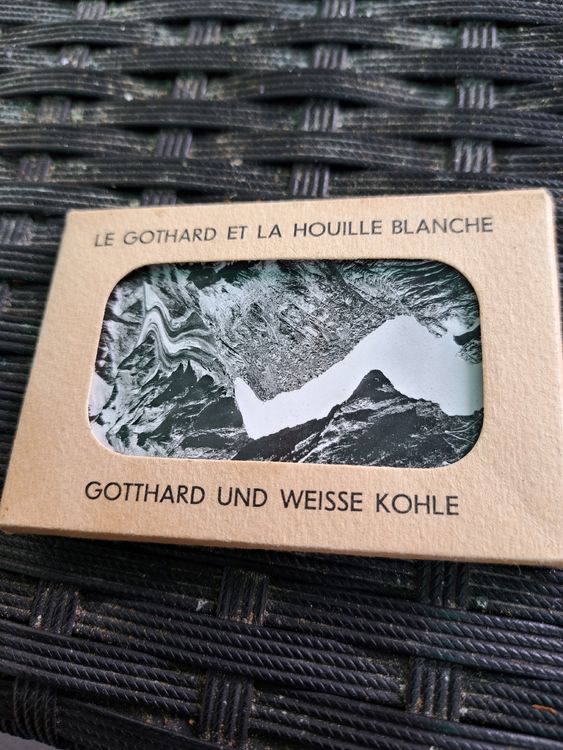 LE GOTHARD ET LA HOUILLE BLANCHE
GOTTHARD UND WEISSE KOHLE